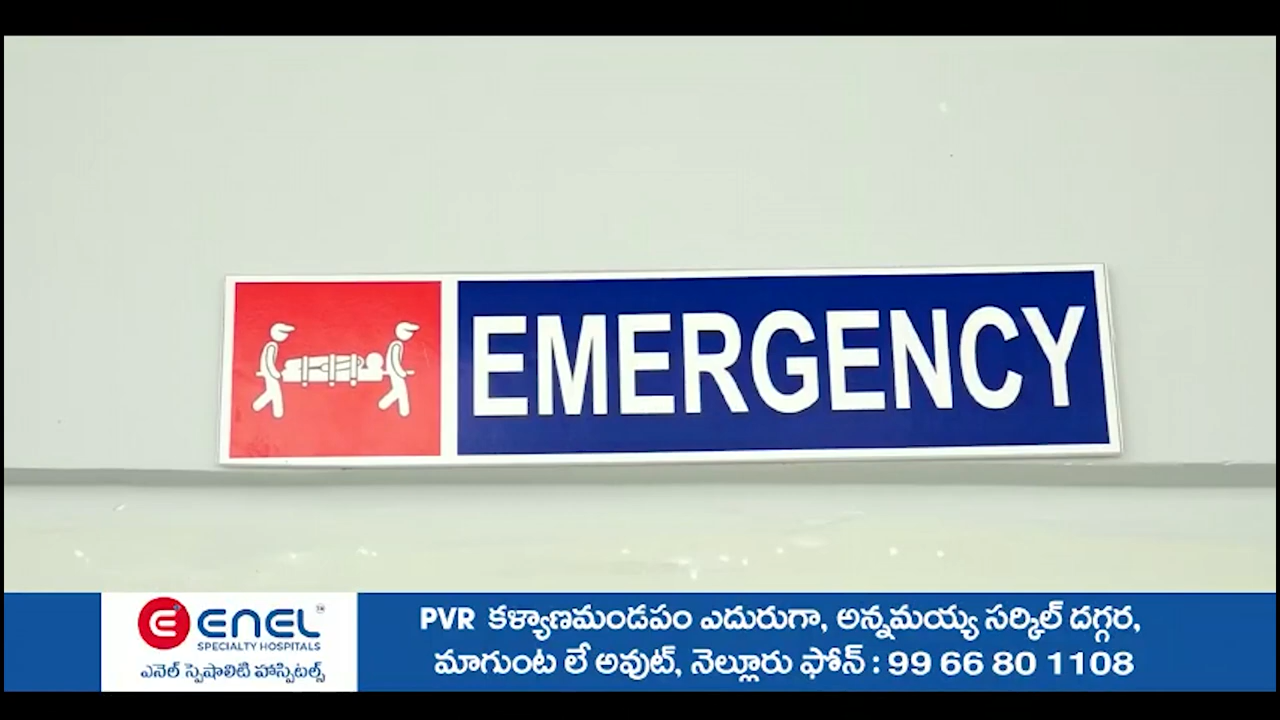 EMERGENCY
ENEL
SPECIALTY HOSPITALS
ఎనెల్ స్పెషాలిటి హాస్పిటల్స్
PVR కళ్యాణమండపం ఎదురుగా, అన్నమయ్య సర్కిల్ దగ్గర,
మాగుంట లే అవుట్, నెల్లూరు ఫోన్ : 99 66 80 1108